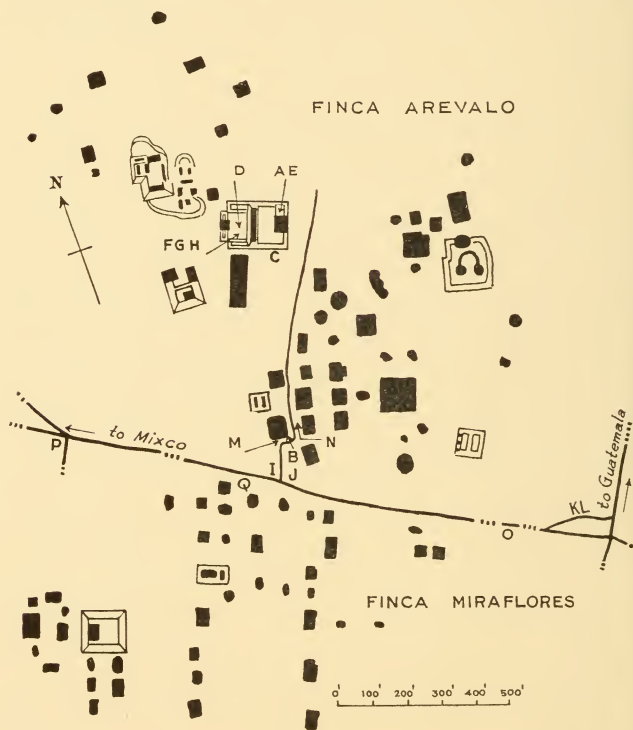 FINCA AREVALO
N
D
AE
FGH
C
M
B
N
I
J
P
to Mixco
Q
KL
to Guatemala
O
FINCA MIRAFLORES
0' 100' 200' 300' 400' 500'